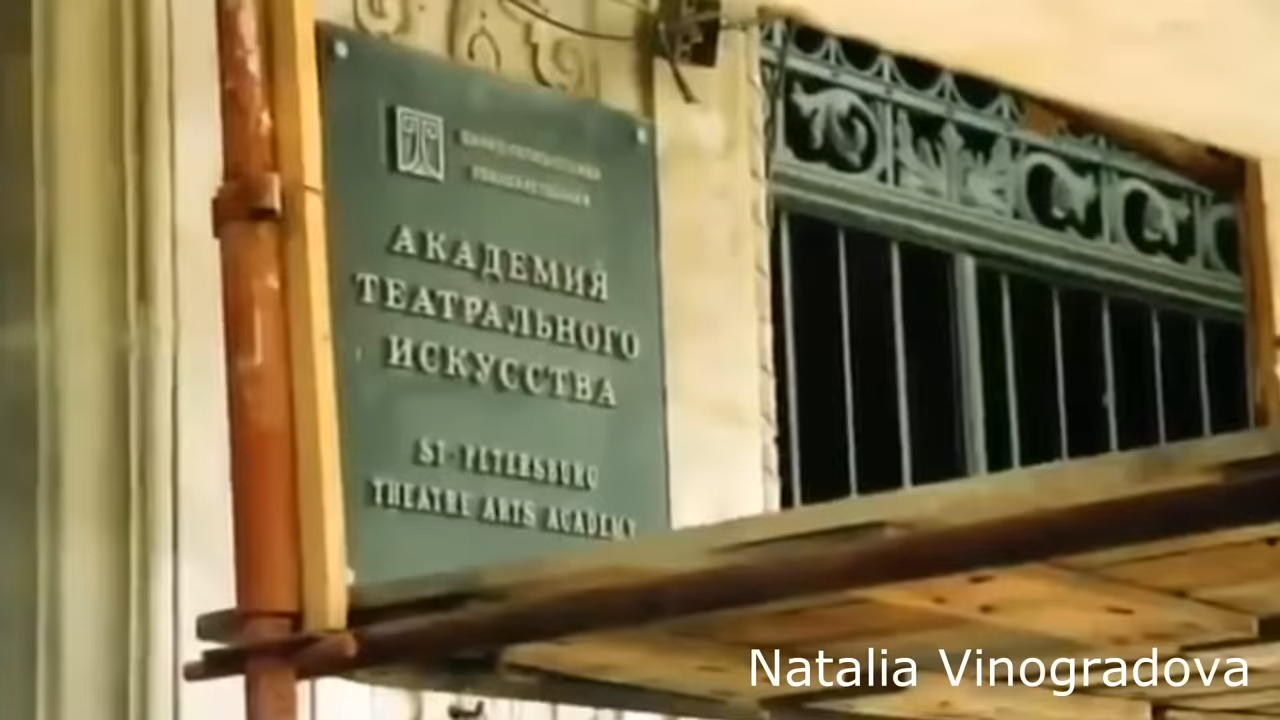 АКАДЕМИЯ
ТЕАТРАЛЬНОГО
ИСКУССТВА
ST·PETERSBURG
THEATRE ARTS ACADEMY
Natalia Vinogradova